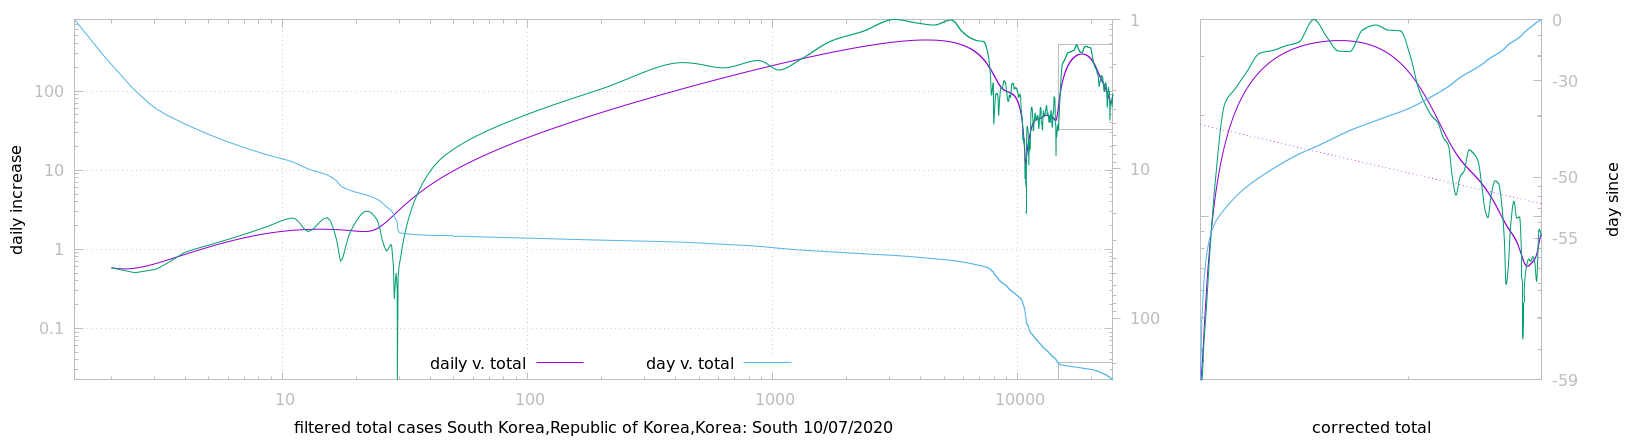 daily increase
100
10
1
0.1
10
100
1000
10000
1
10
100
daily v. total
day v. total
filtered total cases South Korea,Republic of Korea,Korea: South 10/07/2020
0
-30
-50
-55
-59
day since
corrected total